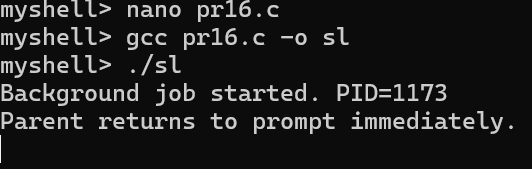 myshell> nano pr16.c
myshell> gcc pr16.c -o sl
myshell> ./sl
Background job started. PID=1173
Parent returns to prompt immediately.